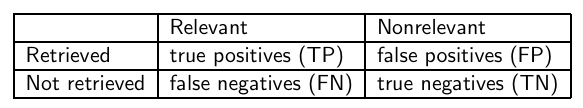 Relevant Nonrelevant
Retrieved true positives (TP) false positives (FP)
Not retrieved false negatives (FN) true negatives (TN)